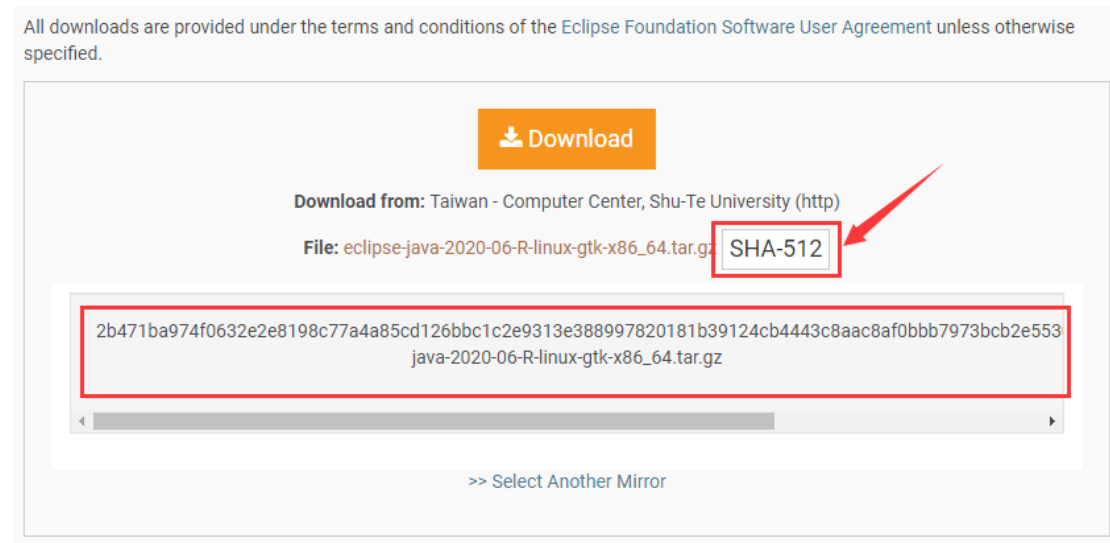 All downloads are provided under the terms and conditions of the Eclipse Foundation Software User Agreement unless otherwise
specified.
Download
Download from: Taiwan - Computer Center, Shu-Te University (http)
File: eclipse-java-2020-06-R-linux-gtk-x86_64.tar.gz SHA-512
2b471ba974f0632e2e8198c77a4a85cd126bbc1c2e9313e388997820181b39124cb4443c8aac8af0bbb7973bcb2e553
java-2020-06-R-linux-gtk-x86_64.tar.gz
>> Select Another Mirror